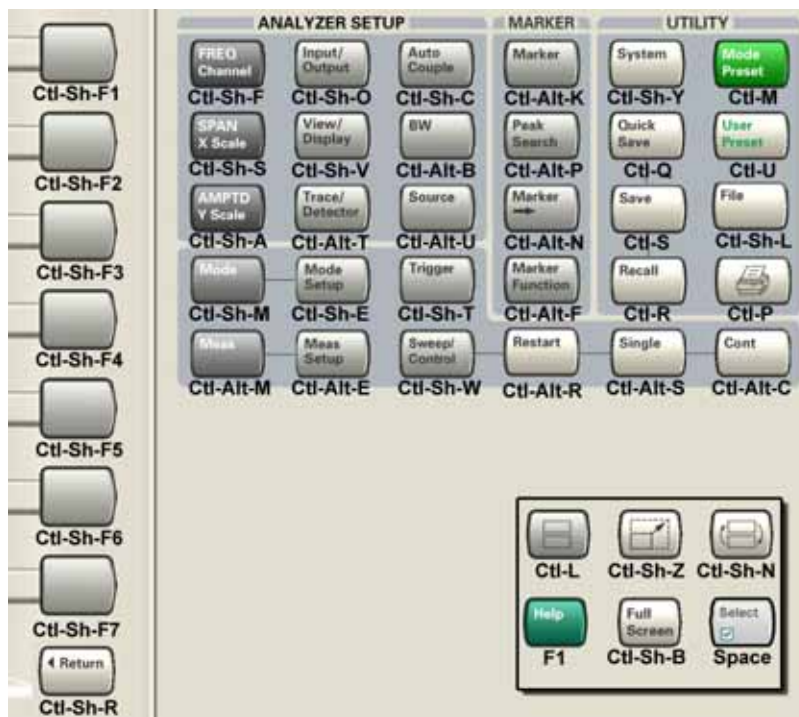 ANALYZER SETUP MARKER UTILITY
FREQ Channel Input/ Output Auto Couple Marker System Mode Preset
Ctl-Sh-F1 Ctl-Sh-F Ctl-Sh-O Ctl-Sh-C Ctl-Alt-K Ctl-Sh-Y Ctl-M
SPAN X Scale View/ Display BW Peak Search Quick Save User Preset
Ctl-Sh-F2 Ctl-Sh-S Ctl-Sh-V Ctl-Alt-B Ctl-Alt-P Ctl-Q Ctl-U
AMPTD Y Scale Trace/ Detector Source Marker Save File
Ctl-Sh-A Ctl-Alt-T Ctl-Alt-U Ctl-Alt-N Ctl-S Ctl-Sh-L
Ctl-Sh-F3
Mode Mode Setup Trigger Marker Function Recall
Ctl-Sh-M Ctl-Sh-E Ctl-Sh-T Ctl-Alt-F Ctl-R Ctl-P
Meas Meas Setup Sweep/ Control Restart Single Cont
Ctl-Sh-F4
Ctl-Alt-M Ctl-Alt-E Ctl-Sh-W Ctl-Alt-R Ctl-Alt-S Ctl-Alt-C
Ctl-Sh-F5
Ctl-Sh-F6
Ctl-L Ctl-Sh-Z Ctl-Sh-N
Help Full Screen Select
Ctl-Sh-F7
F1 Ctl-Sh-B Space
Return
Ctl-Sh-R